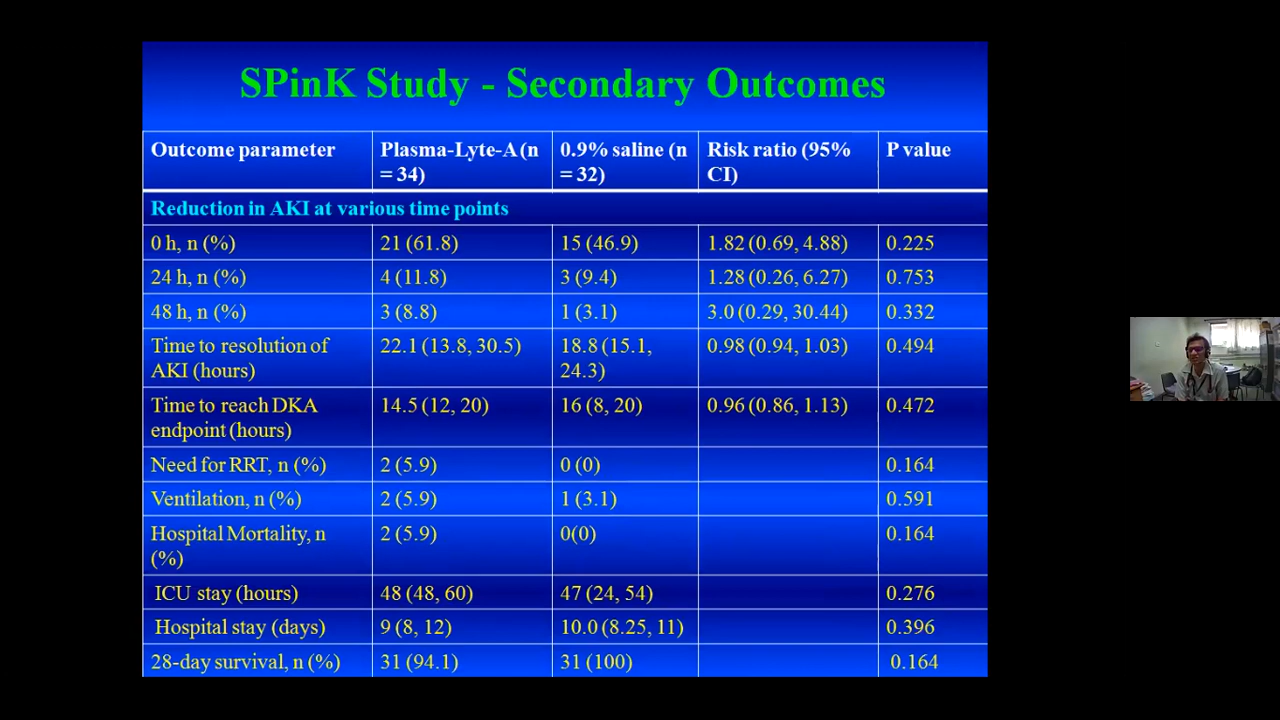 SPinK Study - Secondary Outcomes
Outcome parameter Plasma-Lyte-A (n = 34) 0.9% saline (n = 32) Risk ratio (95% CI) P value
Reduction in AKI at various time points
0 h, n (%) 21 (61.8) 15 (46.9) 1.82 (0.69, 4.88) 0.225
24 h, n (%) 4 (11.8) 3 (9.4) 1.28 (0.26, 6.27) 0.753
48 h, n (%) 3 (8.8) 1 (3.1) 3.0 (0.29, 30.44) 0.332
Time to resolution of AKI (hours) 22.1 (13.8, 30.5) 18.8 (15.1, 24.3) 0.98 (0.94, 1.03) 0.494
Time to reach DKA endpoint (hours) 14.5 (12, 20) 16 (8, 20) 0.96 (0.86, 1.13) 0.472
Need for RRT, n (%) 2 (5.9) 0 (0) 0.164
Ventilation, n (%) 2 (5.9) 1 (3.1) 0.591
Hospital Mortality, n (%) 2 (5.9) 0(0) 0.164
ICU stay (hours) 48 (48, 60) 47 (24, 54) 0.276
Hospital stay (days) 9 (8, 12) 10.0 (8.25, 11) 0.396
28-day survival, n (%) 31 (94.1) 31 (100) 0.164